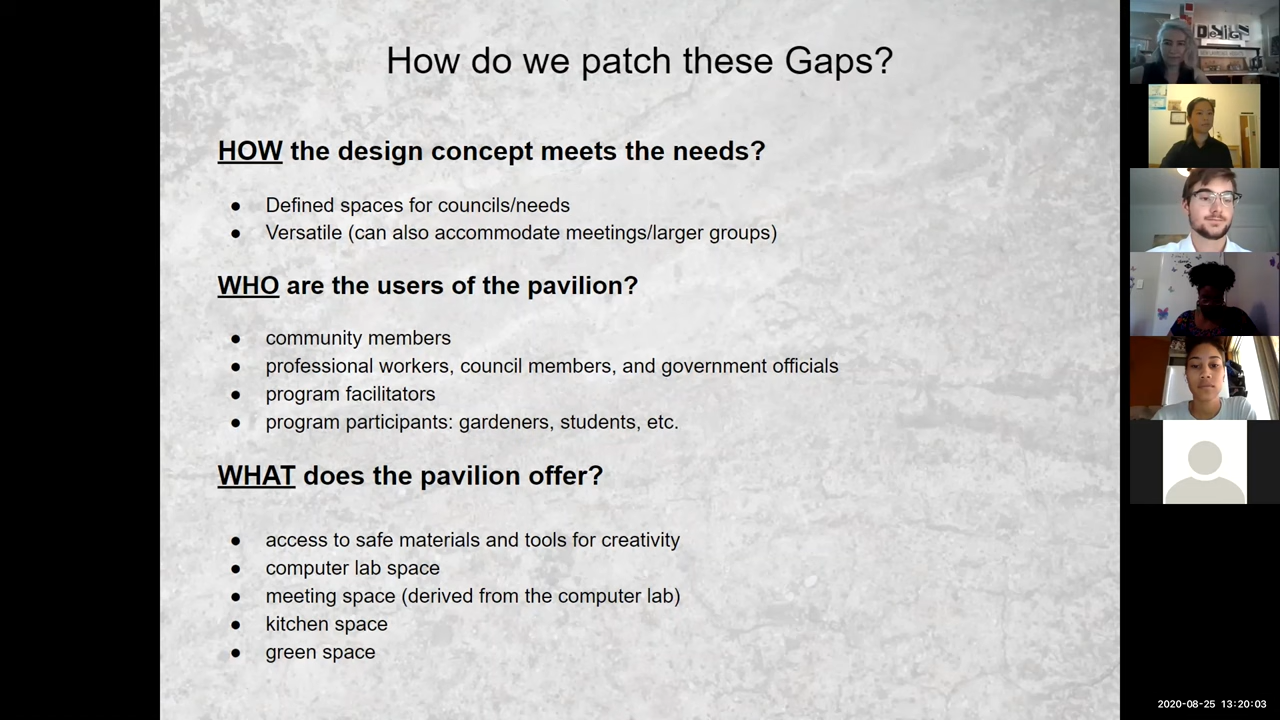 How do we patch these Gaps?
HOW the design concept meets the needs?
● Defined spaces for councils/needs
● Versatile (can also accommodate meetings/larger groups)
WHO are the users of the pavilion?
● community members
● professional workers, council members, and government officials
● program facilitators
● program participants: gardeners, students, etc.
WHAT does the pavilion offer?
● access to safe materials and tools for creativity
● computer lab space
● meeting space (derived from the computer lab)
● kitchen space
● green space
2020-08-25 13:20:03